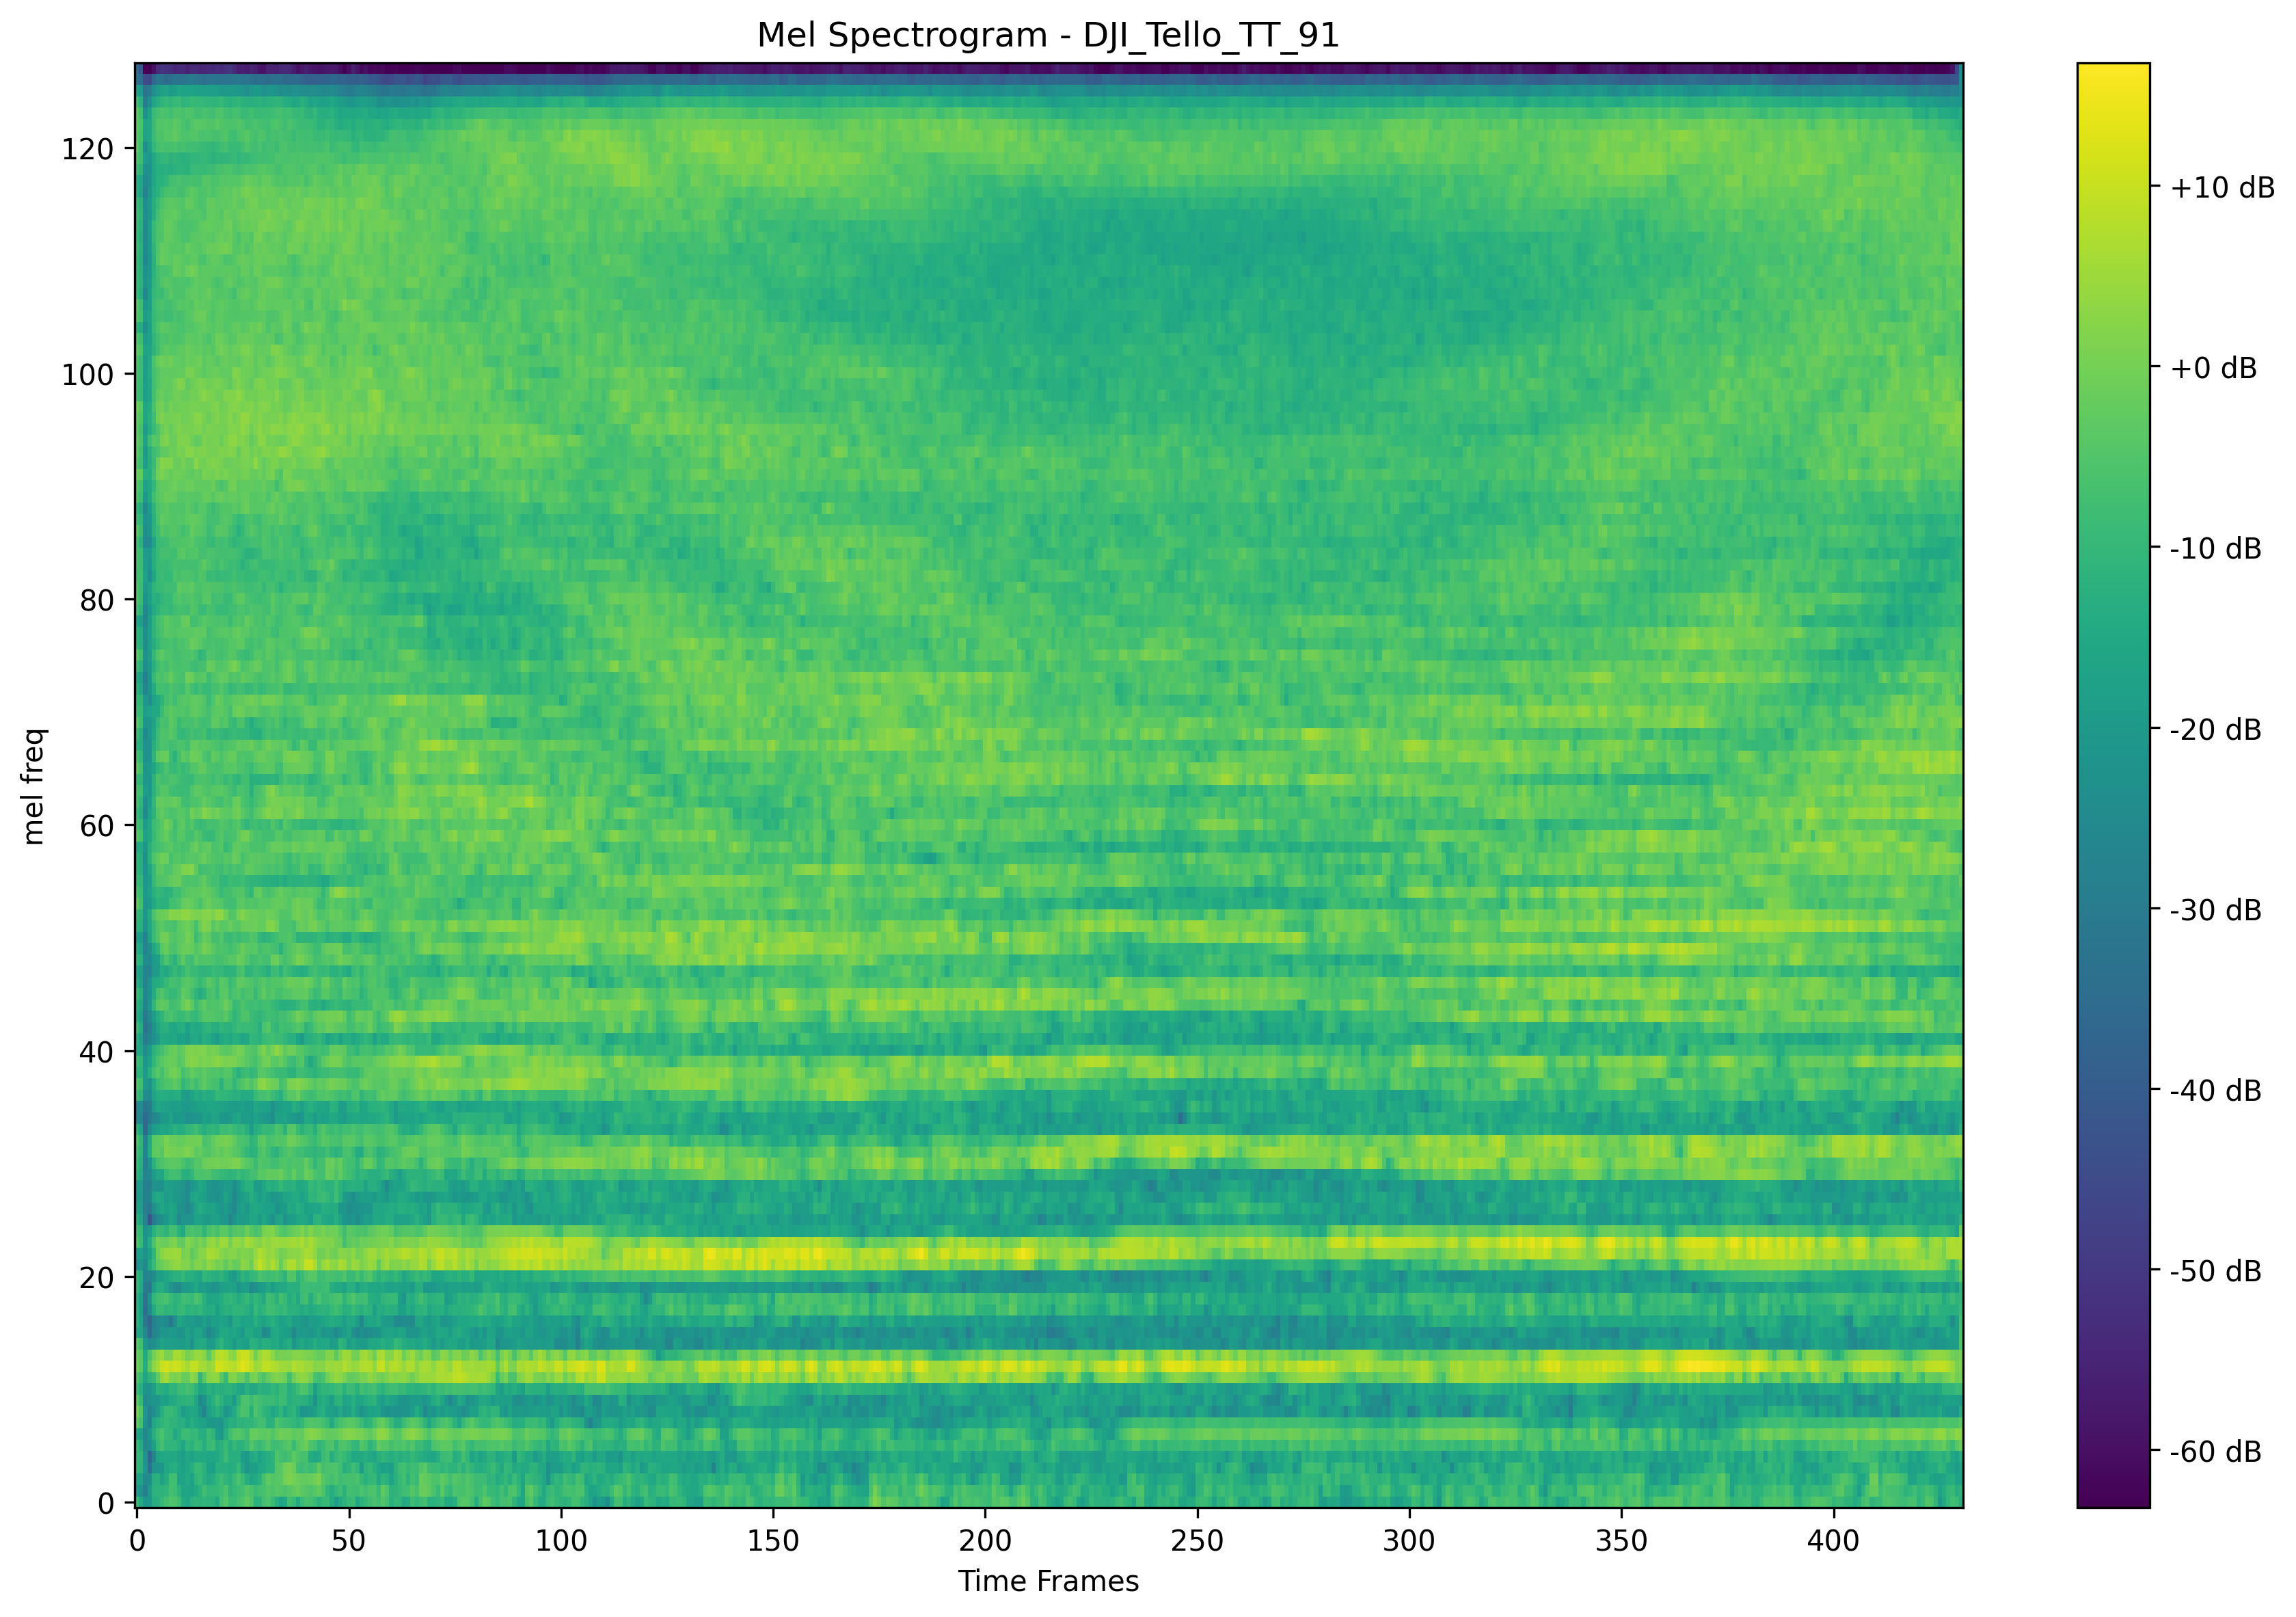 Mel Spectrogram - DJI_Tello_TT_91
mel freq
120
100
80
60
40
20
0
0 50 100 150 200 250 300 350 400
Time Frames
+10 dB
+0 dB
-10 dB
-20 dB
-30 dB
-40 dB
-50 dB
-60 dB